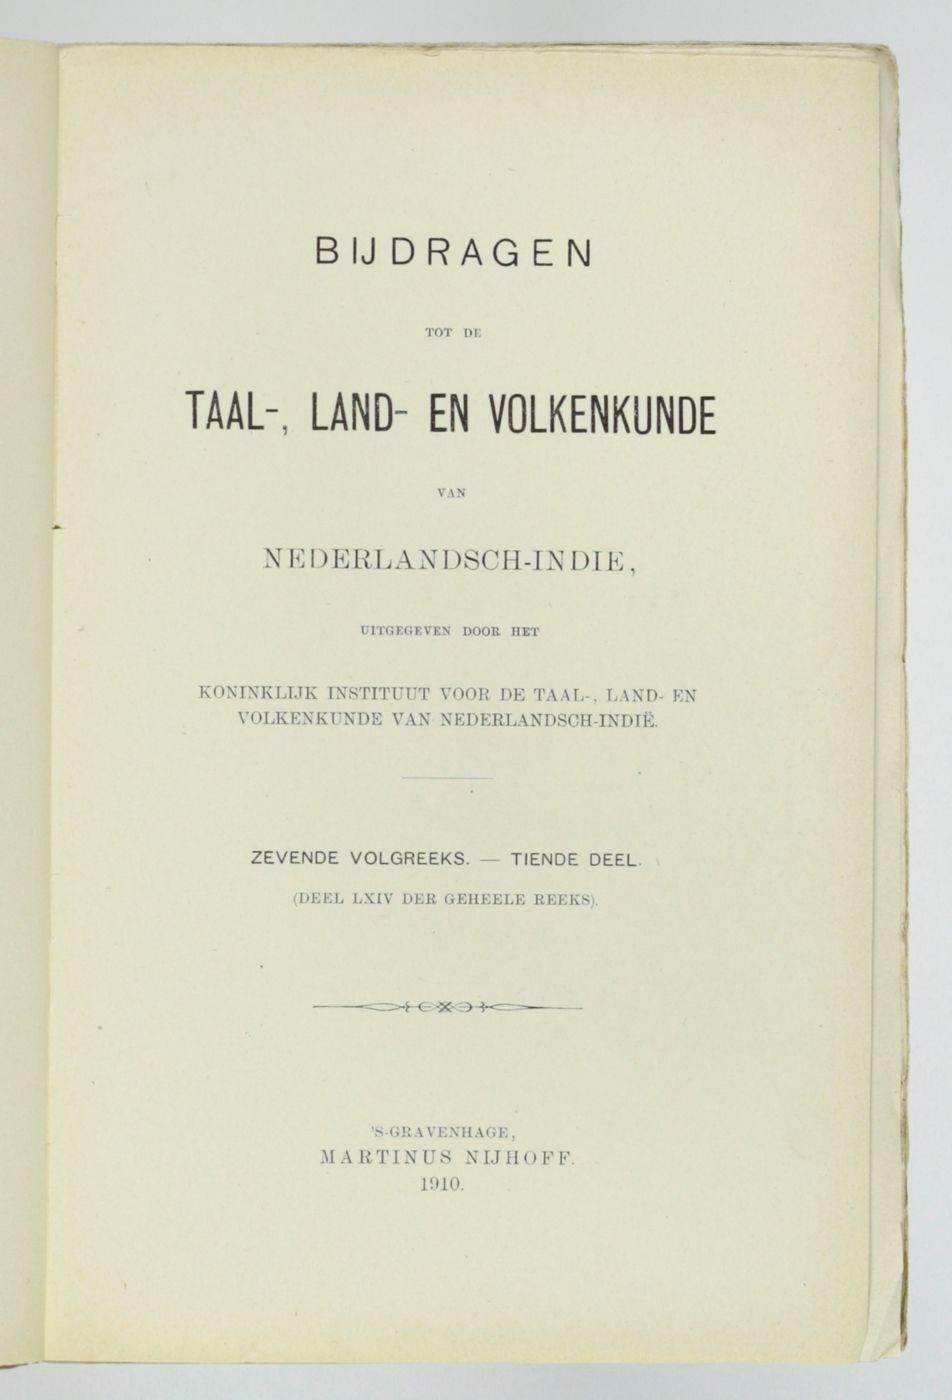 BIJDRAGEN
TOT DE
TAAL-, LAND- EN VOLKENKUNDE
VAN
NEDERLANDSCH-INDIE,
UITGEGEVEN DOOR HET
KONINKLIJK INSTITUUT VOOR DE TAAL-, LAND- EN
VOLKENKUNDE VAN NEDERLANDSCH-INDIË.
ZEVENDE VOLGREEKS. — TIENDE DEEL.
(DEEL LXIV DER GEHEELE REEKS).
'S-GRAVENHAGE,
MARTINUS NIJHOFF.
1910.